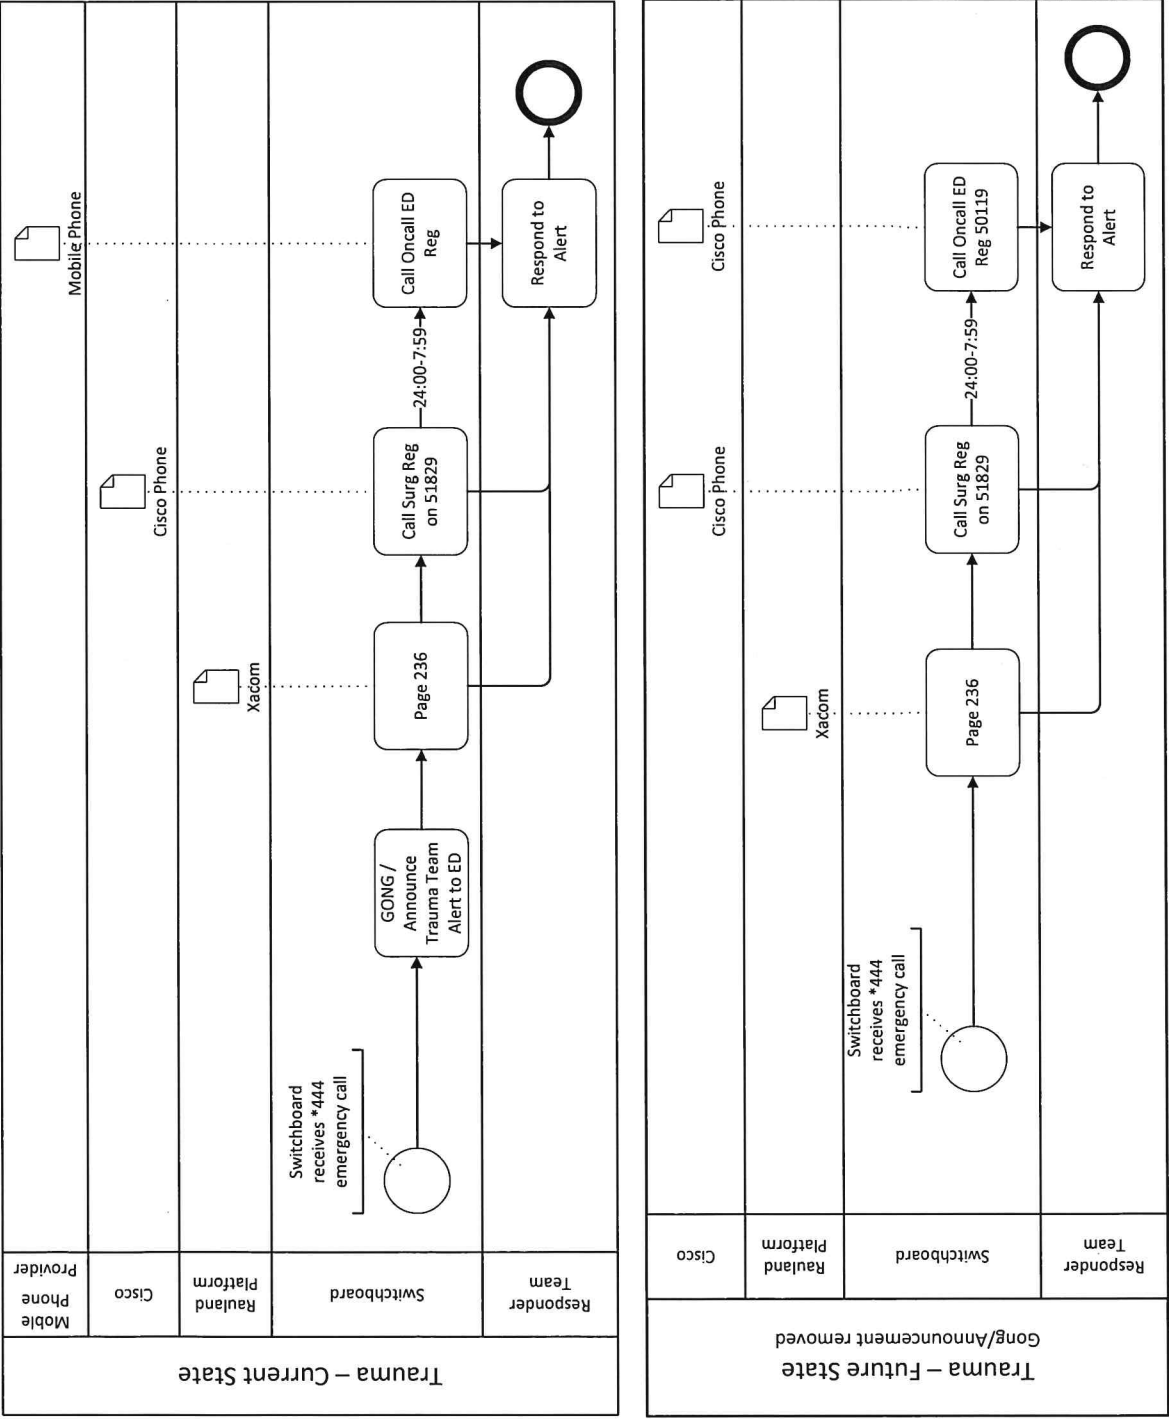 Trauma – Current State
Moble
Phone
Provider
Mobile Phone
Cisco
Cisco Phone
Rauland
Platform
Xacom
Switchboard
Switchboard
receives *444
emergency call
GONG /
Announce
Trauma Team
Alert to ED
Page 236
Call Surg Reg
on 51829
24:00-7:59
Call Oncall ED
Reg
Responder
Team
Respond to
Alert
Trauma – Future State
Gong/Announcement removed
Cisco
Cisco Phone
Cisco Phone
Rauland
Platform
Xacom
Switchboard
Switchboard
receives *444
emergency call
Page 236
Call Surg Reg
on 51829
24:00-7:59
Call Oncall ED
Reg 50119
Responder
Team
Respond to
Alert